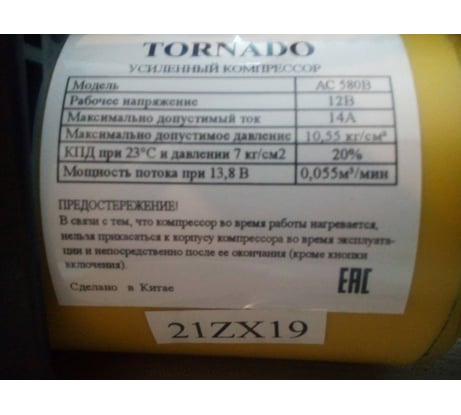 TORNADO
УСИЛЕННЫЙ КОМПРЕССОР
Модель АС 580В
Рабочее напряжение 12В
Максимально допустимый ток 14А
Максимально допустимое давление 10,55 кг/см²
КПД при 23°С и давлении 7 кг/см2 20%
Мощность потока при 13,8 В 0,055м³/мин
ПРЕДОСТЕРЕЖЕНИЕ!
В связи с тем, что компрессор во время работы нагревается,
нельзя прикасаться к корпусу компрессора во время эксплуата-
ции и непосредственно после ее окончания (кроме кнопки
включения).
Сделано в Китае
EAC
21ZX19